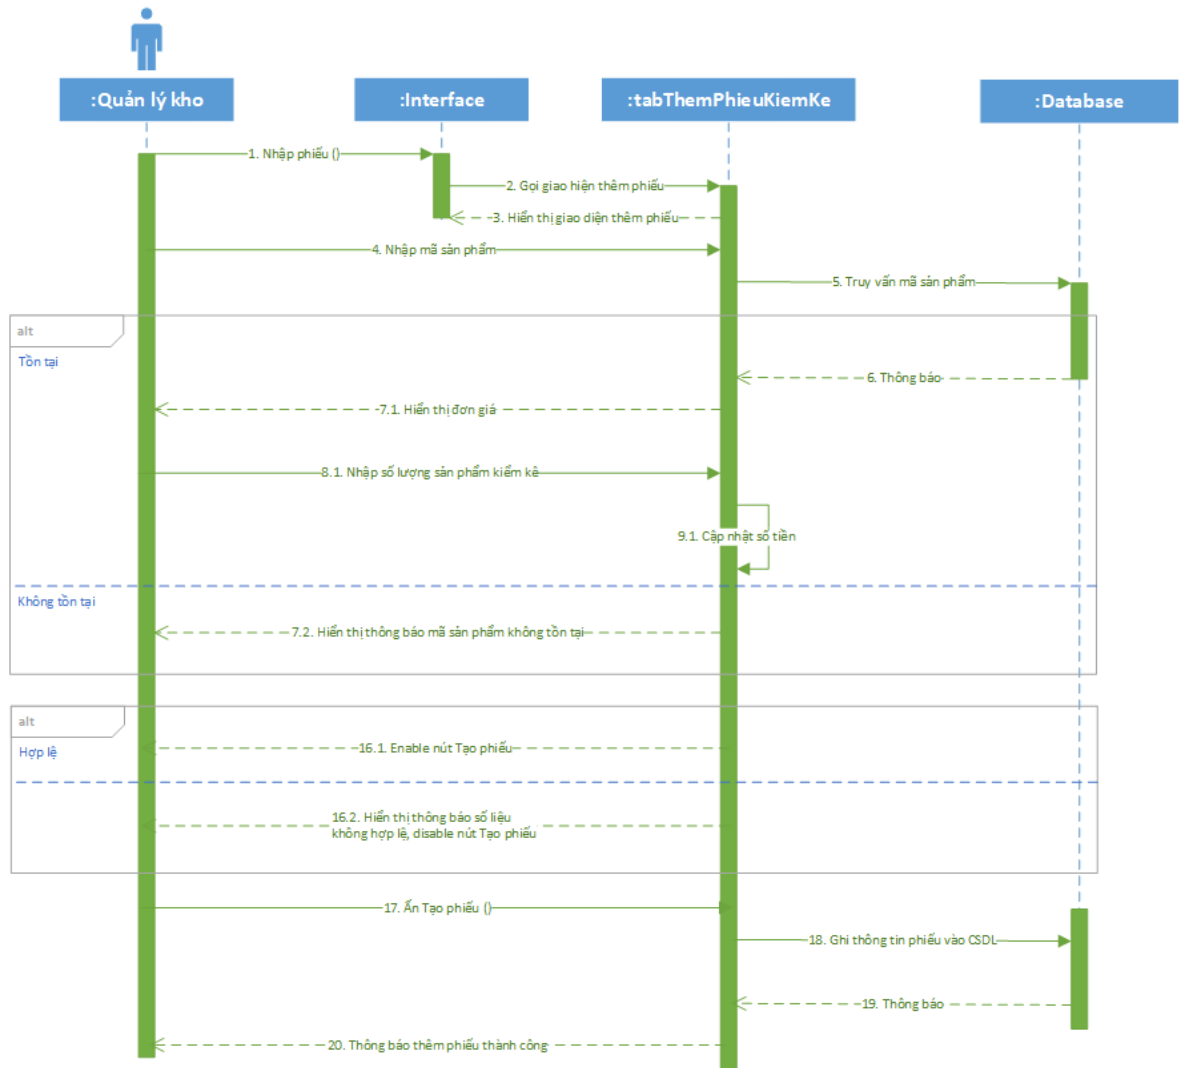 :Quản lý kho
:Interface
:tabThemPhieuKiemKe
:Database
1. Nhập phiếu ()
2. Gọi giao hiện thêm phiếu
3. Hiển thị giao diện thêm phiếu
4. Nhập mã sản phẩm
5. Truy vấn mã sản phẩm
alt
Tồn tại
6. Thông báo
7.1. Hiển thị đơn giá
8.1. Nhập số lượng sản phẩm kiểm kê
9.1. Cập nhật số tiền
Không tồn tại
7.2. Hiển thị thông báo mã sản phẩm không tồn tại
alt
Hợp lệ
16.1. Enable nút Tạo phiếu
16.2. Hiển thị thông báo số liệu
không hợp lệ, disable nút Tạo phiếu
17. Ấn Tạo phiếu ()
18. Ghi thông tin phiếu vào CSDL
19. Thông báo
20. Thông báo thêm phiếu thành công